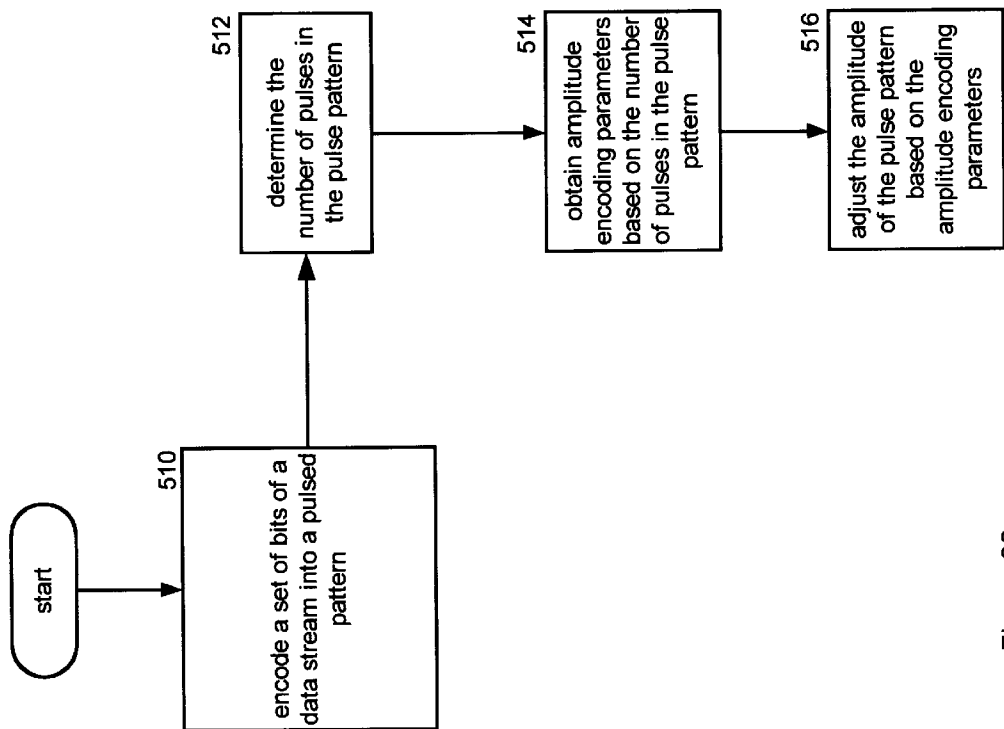 start
510
encode a set of bits of a
data stream into a pulsed
pattern
512
determine the
number of pulses in
the pulse pattern
514
obtain amplitude
encoding parameters
based on the number
of pulses in the pulse
pattern
516
adjust the amplitude
of the pulse pattern
based on the
amplitude encoding
parameters